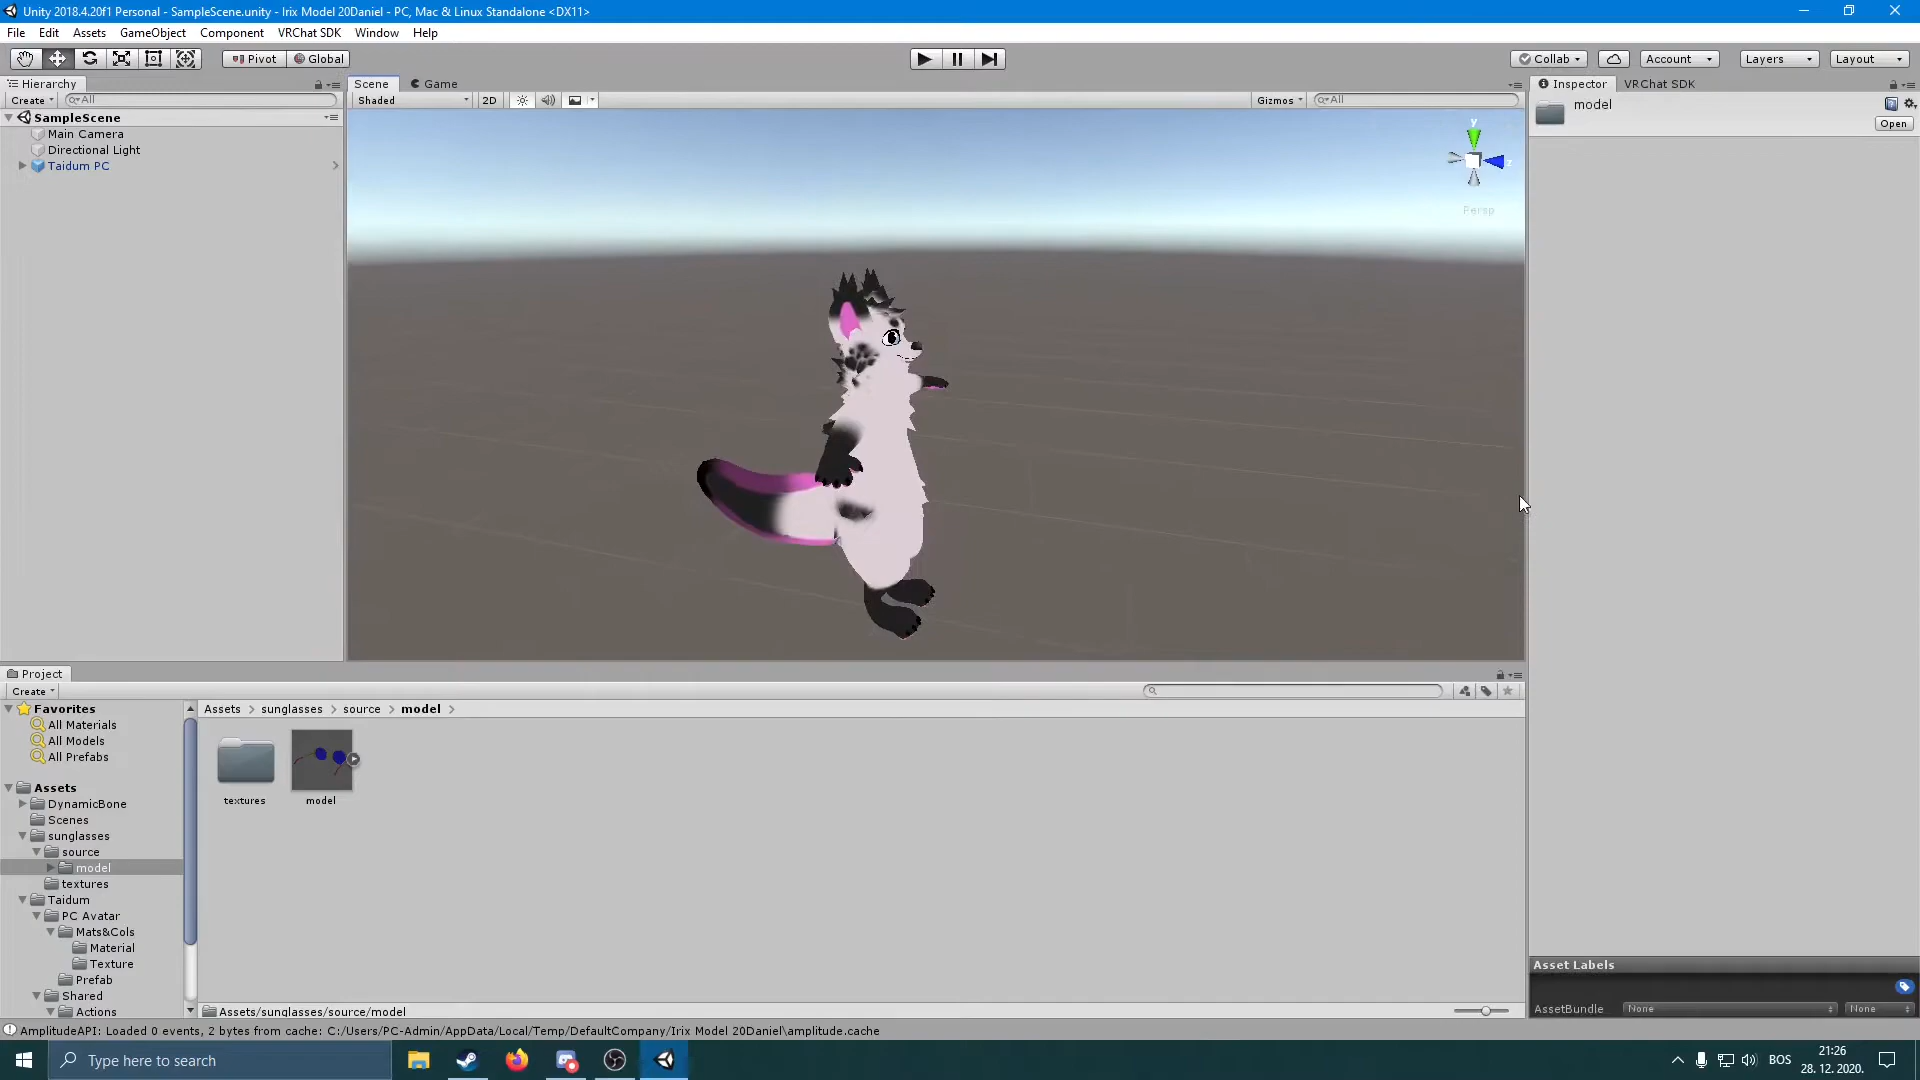 Unity 2018.4.20f1 Personal - SampleScene.unity - Irix Model 20Daniel - PC, Mac & Linux Standalone <DX11>
File Edit Assets GameObject Component VRChat SDK Window Help
Pivot Global Collab Account Layers Layout
Hierarchy
Create All
SampleScene
Main Camera
Directional Light
Taidum PC
Scene Game
Shaded 2D Gizmos All
y
Persp
Inspector VRChat SDK
model
Open
Project
Create
Favorites
All Materials
All Models
All Prefabs
Assets
DynamicBone
Scenes
sunglasses
source
model
textures
Taidum
PC Avatar
Mats&Cols
Material
Texture
Prefab
Shared
Actions
Assets > sunglasses > source > model >
textures
model
Assets/sunglasses/source/model
Asset Labels
AssetBundle None None
AmplitudeAPI: Loaded 0 events, 2 bytes from cache: C:/Users/PC-Admin/AppData/Local/Temp/DefaultCompany/Irix Model 20Daniel\amplitude.cache
Type here to search
BOS
21:26
28. 12. 2020.